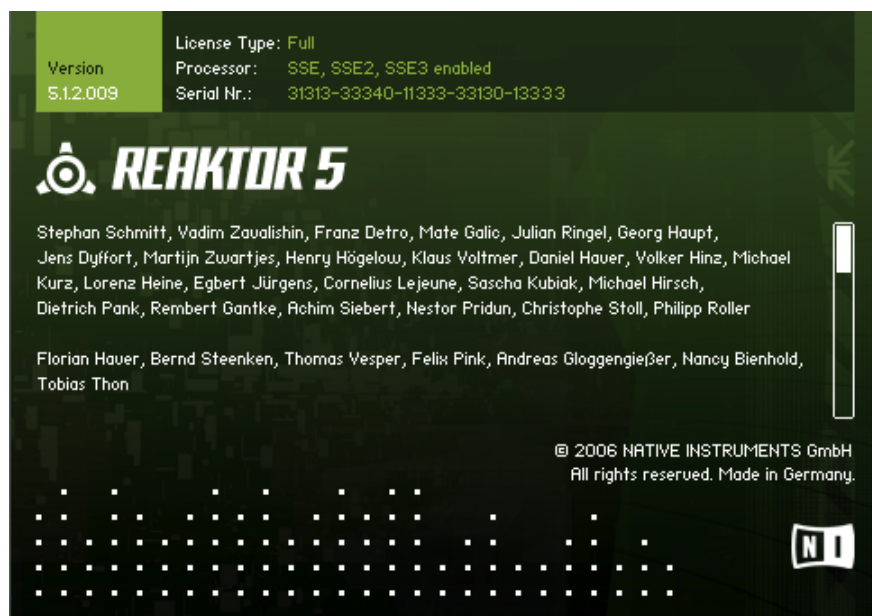 Version
5.1.2.009
License Type: Full
Processor: SSE, SSE2, SSE3 enabled
Serial Nr.: 31313-33340-11333-33130-13333
REAKTOR 5
Stephan Schmitt, Vadim Zavalishin, Franz Detro, Mate Galic, Julian Ringel, Georg Haupt,
Jens Dyffort, Martijn Zwartjes, Henry Högelow, Klaus Voltmer, Daniel Haver, Volker Hinz, Michael
Kurz, Lorenz Heine, Egbert Jürgens, Cornelius Lejeune, Sascha Kubiak, Michael Hirsch,
Dietrich Pank, Rembert Gantke, Achim Siebert, Nestor Pridun, Christophe Stoll, Philipp Roller
Florian Haver, Bernd Steenken, Thomas Vesper, Felix Pink, Andreas Gloggengießer, Nancy Bienhold,
Tobias Thon
© 2006 NATIVE INSTRUMENTS GmbH
All rights reserved. Made in Germany.
NI